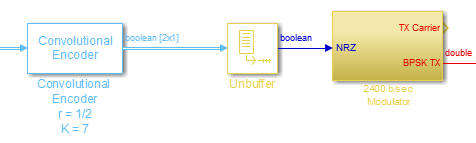 Convolutional
Encoder
boolean [2x1]
boolean
NRZ
TX Carrier
BPSK TX
double
Convolutional
Encoder
r = 1/2
K = 7
Unbuffer
2400 b/sec
Modulator